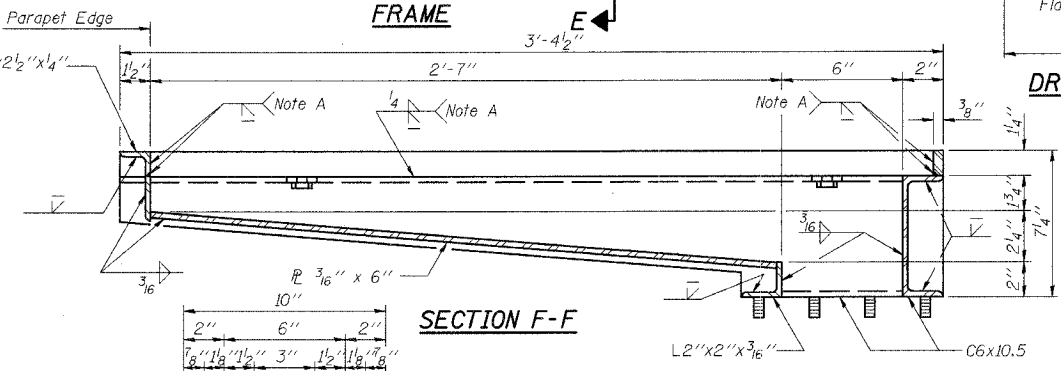 FRAME
E
Flo
Parapet Edge
3'-4½"
2½"x¼"
1½"
2'-7"
6"
2"
DR
Note A
¼
Note A
Note A
⅜"
1¼"
1¾"
2¼"
2"
7¼"
3⁄16
3⁄16
℄ 3⁄16" x 6"
10"
SECTION F-F
2"
6"
2"
L2"x2"x3⁄16"
C6x10.5
⅞"
1⅛"
1½"
3"
1½"
1⅛"
⅞"